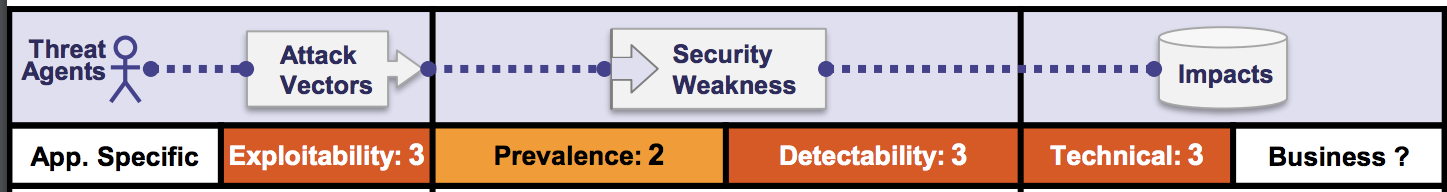 Threat
Agents
Attack
Vectors
Security
Weakness
Impacts
App. Specific
Exploitability: 3
Prevalence: 2
Detectability: 3
Technical: 3
Business ?